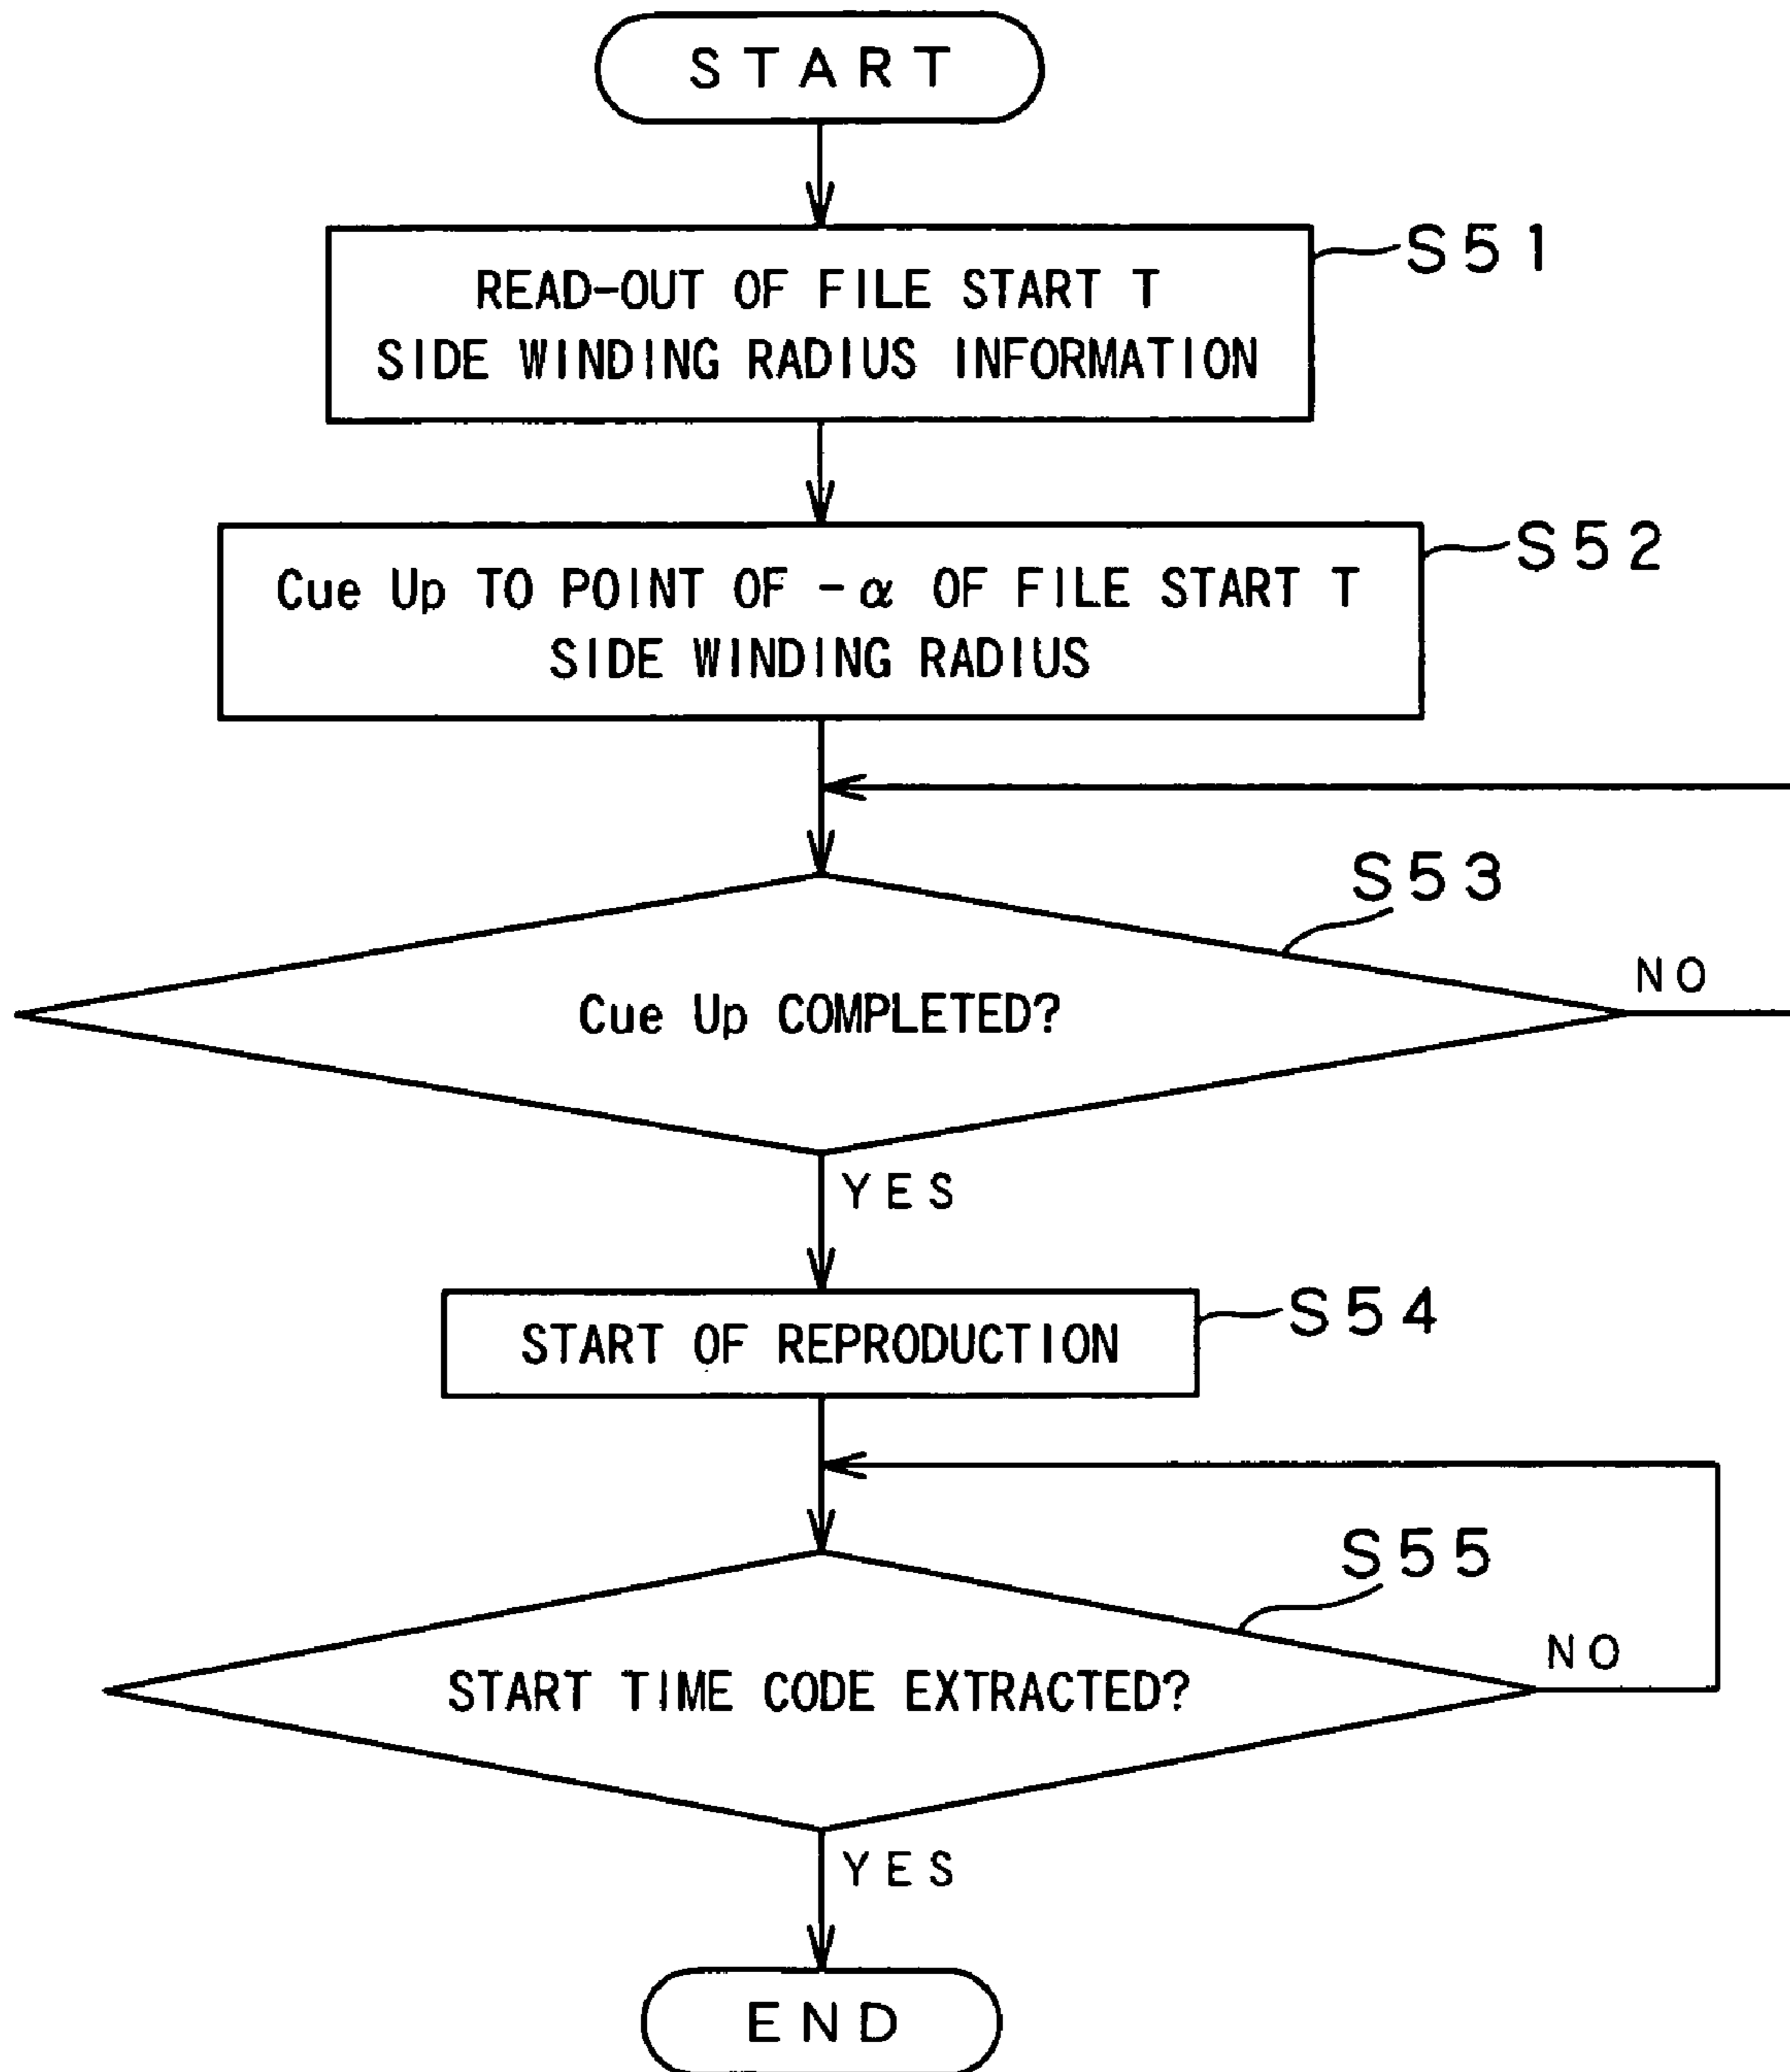 START
READ-OUT OF FILE START T
SIDE WINDING RADIUS INFORMATION
S51
Cue Up TO POINT OF -α OF FILE START T
SIDE WINDING RADIUS
S52
S53
Cue Up COMPLETED?
NO
YES
START OF REPRODUCTION
S54
S55
START TIME CODE EXTRACTED?
NO
YES
END